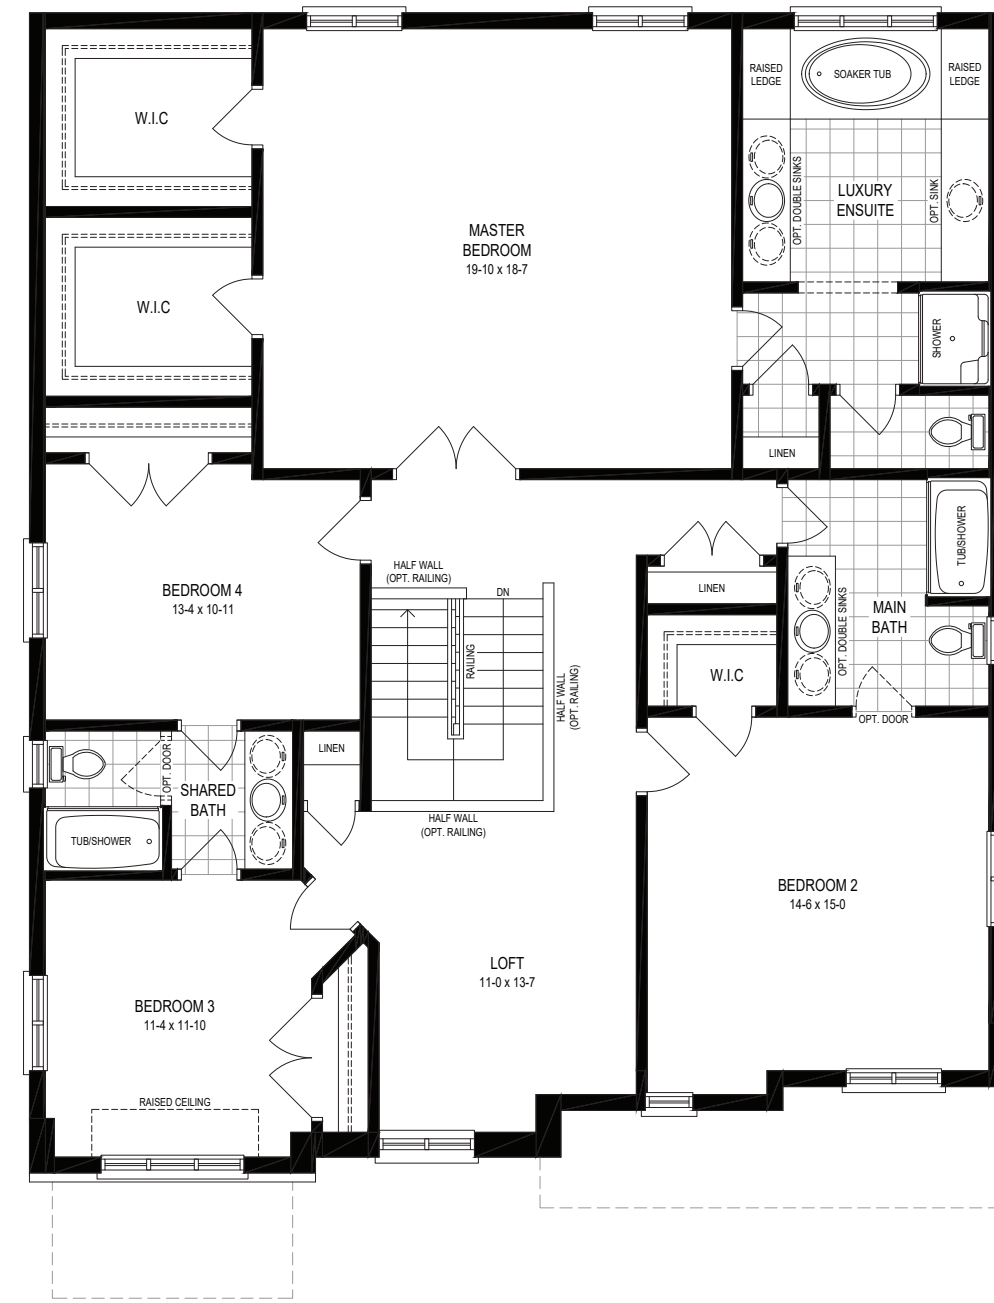 RAISED
LEDGE
SOAKER TUB
RAISED
LEDGE
W.I.C
OPT. DOUBLE SINKS
LUXURY
ENSUITE
OPT. SINK
MASTER
BEDROOM
19-10 x 18-7
W.I.C
SHOWER
LINEN
TUB/SHOWER
HALF WALL
(OPT. RAILING)
DN
LINEN
BEDROOM 4
13-4 x 10-11
OPT. DOUBLE SINKS
MAIN
BATH
RAILING
HALF WALL
(OPT. RAILING)
W.I.C
OPT. DOOR
LINEN
OPT. DOOR
SHARED
BATH
HALF WALL
(OPT. RAILING)
TUB/SHOWER
BEDROOM 2
14-6 x 15-0
LOFT
11-0 x 13-7
BEDROOM 3
11-4 x 11-10
RAISED CEILING